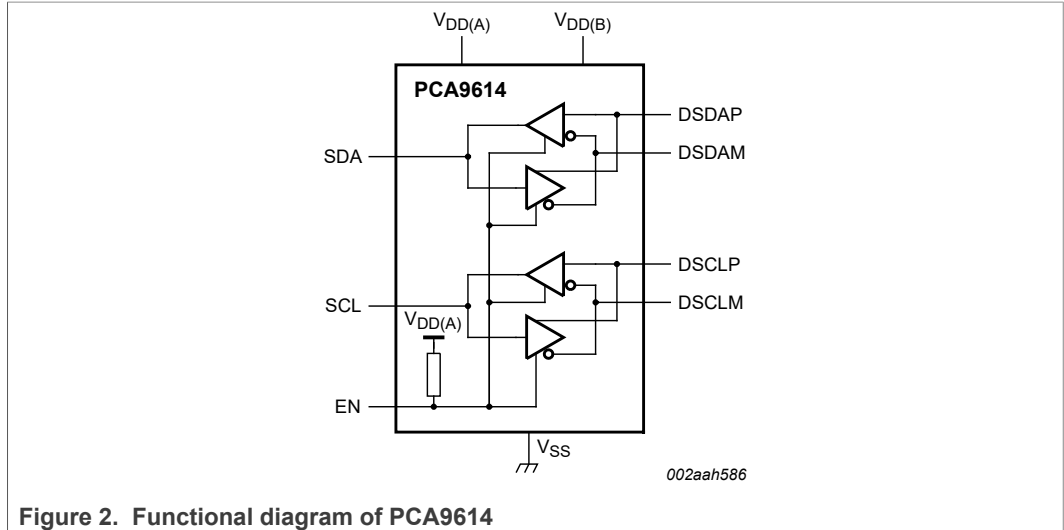 VDD(A) VDD(B)
PCA9614
DSDAP
SDA DSDAM
DSCLP
SCL DSCLM
VDD(A)
EN
VSS
002aah586
Figure 2. Functional diagram of PCA9614